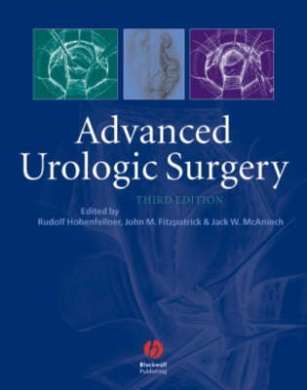 Advanced
Urologic Surgery
THIRD EDITION
Edited by
Rudolf Hohenfellner, John M. Fitzpatrick & Jack W. McAninch
Blackwell
Publishing